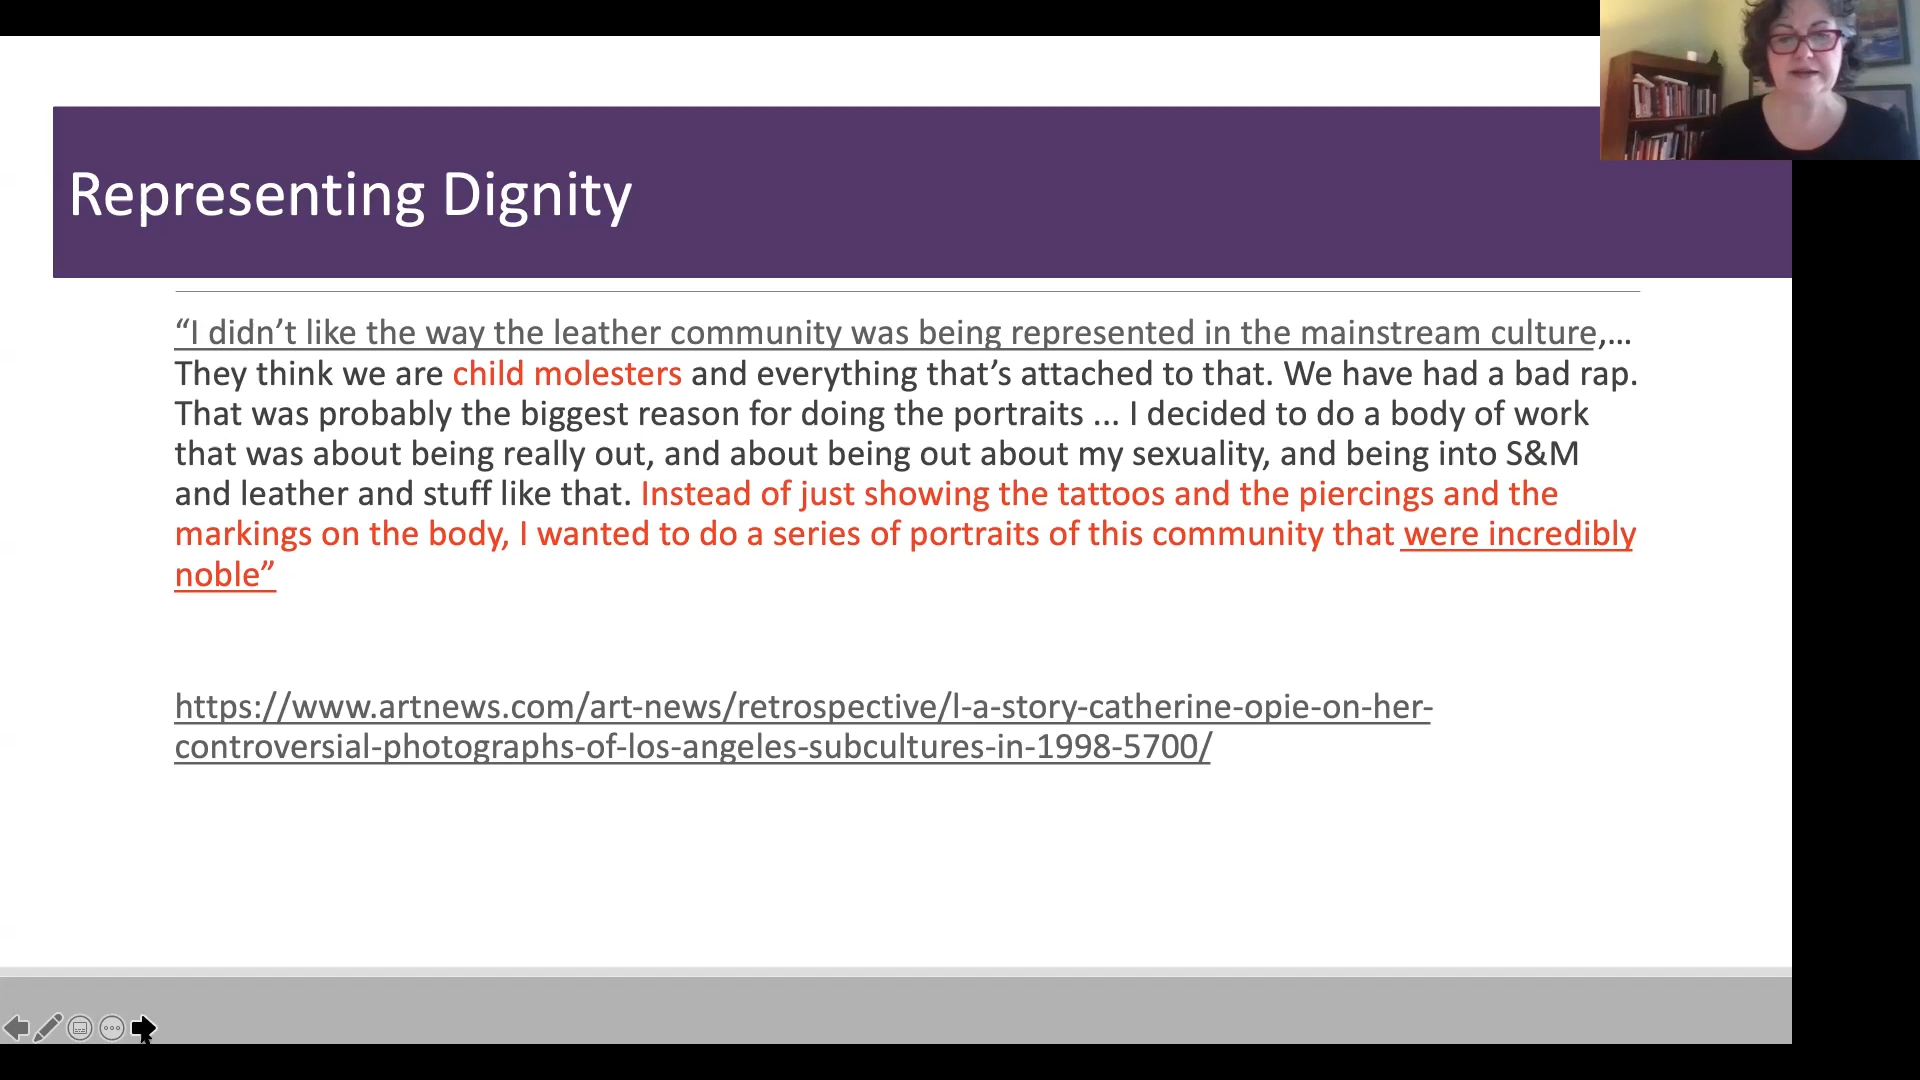 Representing Dignity
“I didn’t like the way the leather community was being represented in the mainstream culture,...
They think we are child molesters and everything that’s attached to that. We have had a bad rap.
That was probably the biggest reason for doing the portraits ... I decided to do a body of work
that was about being really out, and about being out about my sexuality, and being into S&M
and leather and stuff like that. Instead of just showing the tattoos and the piercings and the
markings on the body, I wanted to do a series of portraits of this community that were incredibly
noble”
https://www.artnews.com/art-news/retrospective/l-a-story-catherine-opie-on-her-
controversial-photographs-of-los-angeles-subcultures-in-1998-5700/